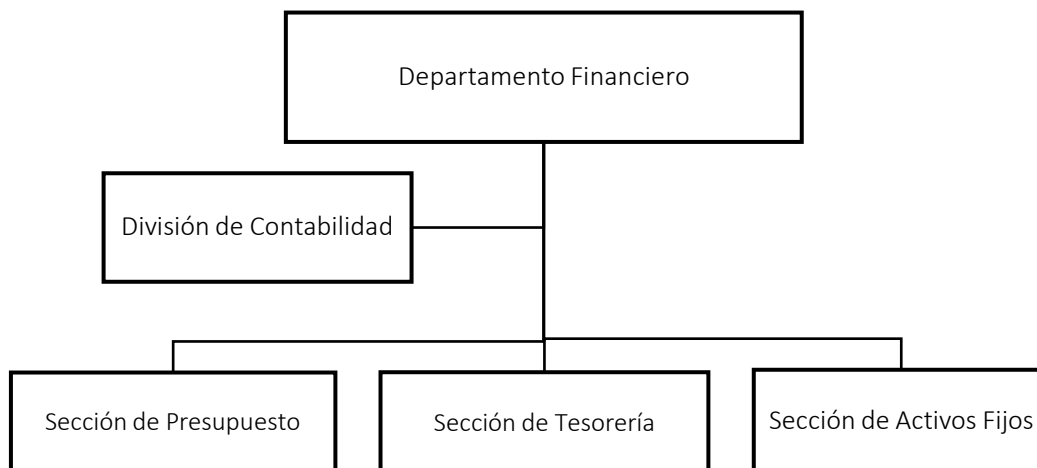 Departamento Financiero
División de Contabilidad
Sección de Presupuesto
Sección de Tesorería
Sección de Activos Fijos